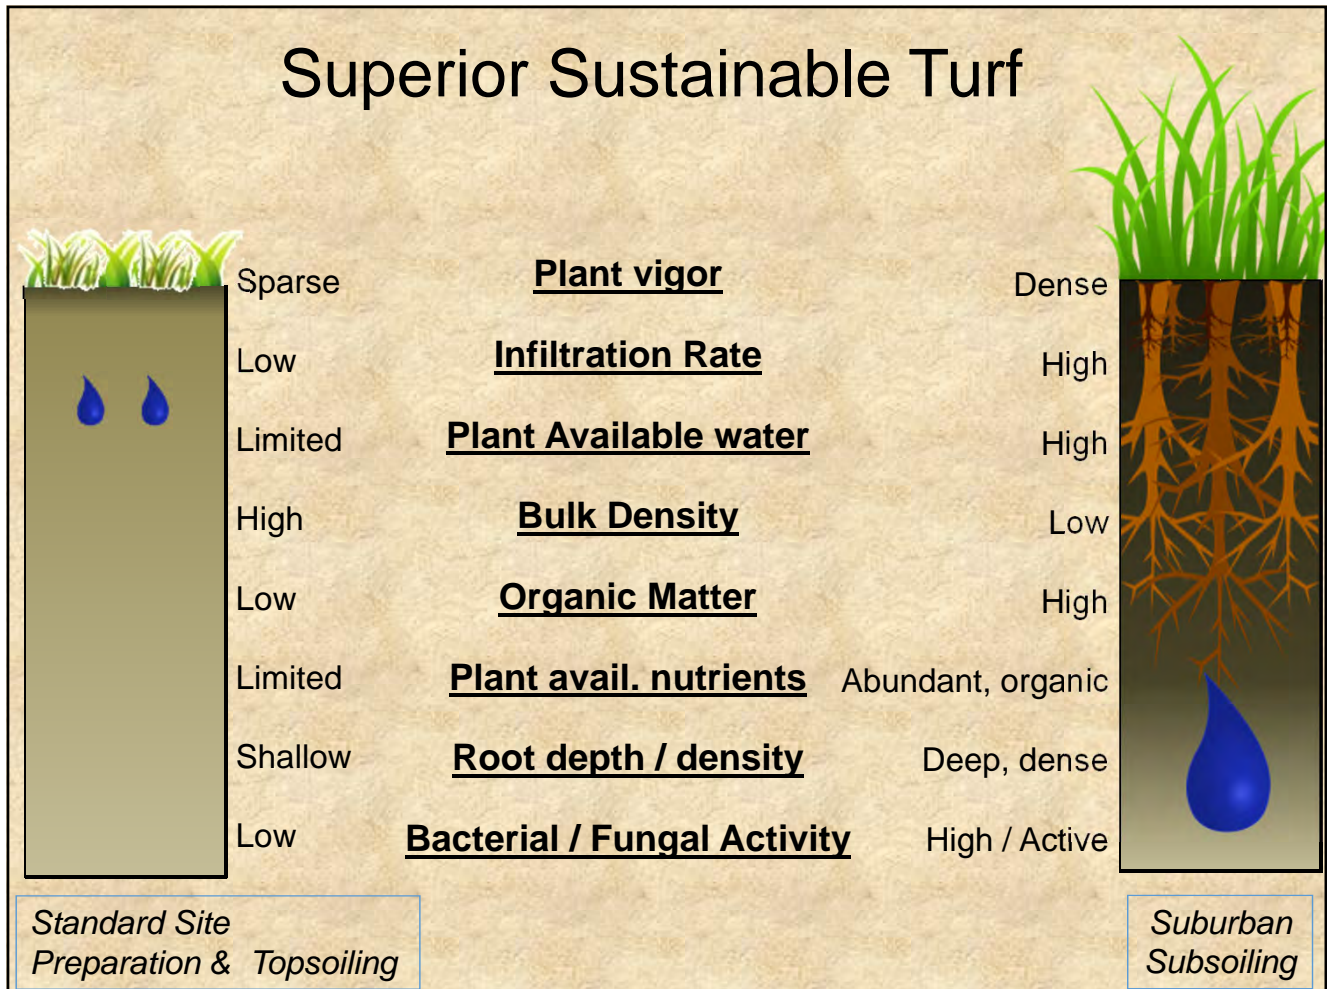 Superior Sustainable Turf
Sparse Plant vigor Dense
Low Infiltration Rate High
Limited Plant Available water High
High Bulk Density Low
Low Organic Matter High
Limited Plant avail. nutrients Abundant, organic
Shallow Root depth / density Deep, dense
Low Bacterial / Fungal Activity High / Active
Standard Site
Preparation & Topsoiling
Suburban
Subsoiling